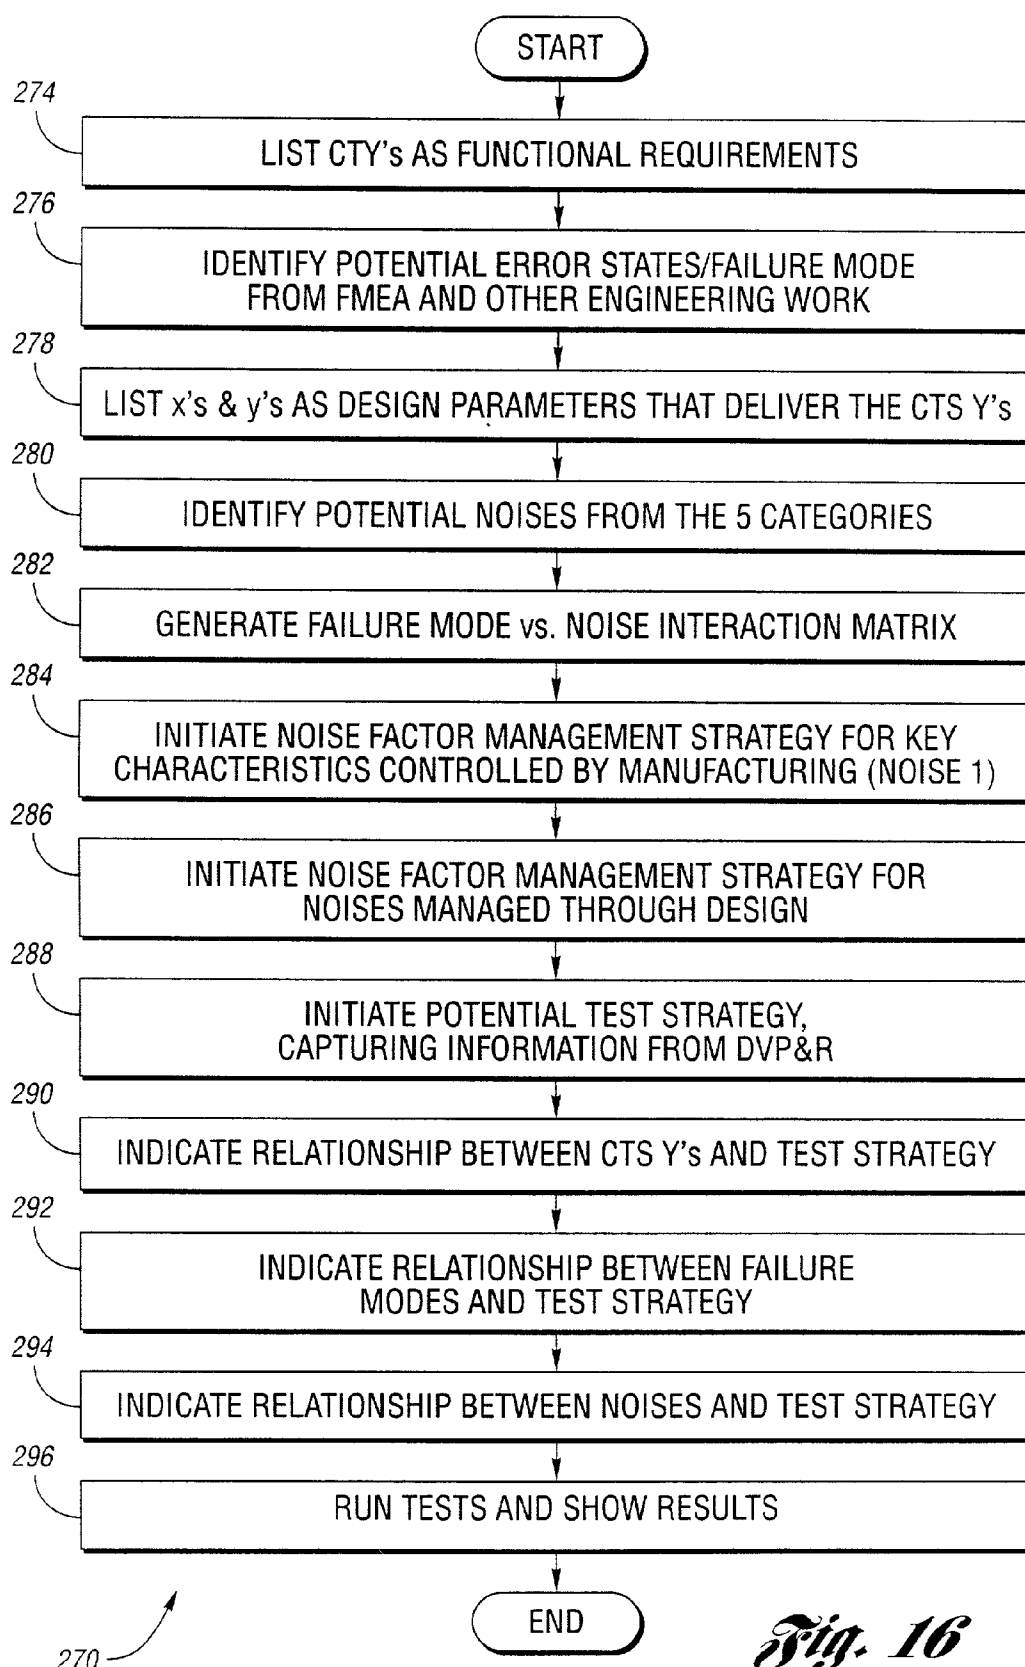 START
274
LIST CTY's AS FUNCTIONAL REQUIREMENTS
276
IDENTIFY POTENTIAL ERROR STATES/FAILURE MODE
FROM FMEA AND OTHER ENGINEERING WORK
278
LIST x's & y's AS DESIGN PARAMETERS THAT DELIVER THE CTS Y's
280
IDENTIFY POTENTIAL NOISES FROM THE 5 CATEGORIES
282
GENERATE FAILURE MODE vs. NOISE INTERACTION MATRIX
284
INITIATE NOISE FACTOR MANAGEMENT STRATEGY FOR KEY
CHARACTERISTICS CONTROLLED BY MANUFACTURING (NOISE 1)
286
INITIATE NOISE FACTOR MANAGEMENT STRATEGY FOR
NOISES MANAGED THROUGH DESIGN
288
INITIATE POTENTIAL TEST STRATEGY,
CAPTURING INFORMATION FROM DVP&R
290
INDICATE RELATIONSHIP BETWEEN CTS Y's AND TEST STRATEGY
292
INDICATE RELATIONSHIP BETWEEN FAILURE
MODES AND TEST STRATEGY
294
INDICATE RELATIONSHIP BETWEEN NOISES AND TEST STRATEGY
296
RUN TESTS AND SHOW RESULTS
END
270
Fig. 16